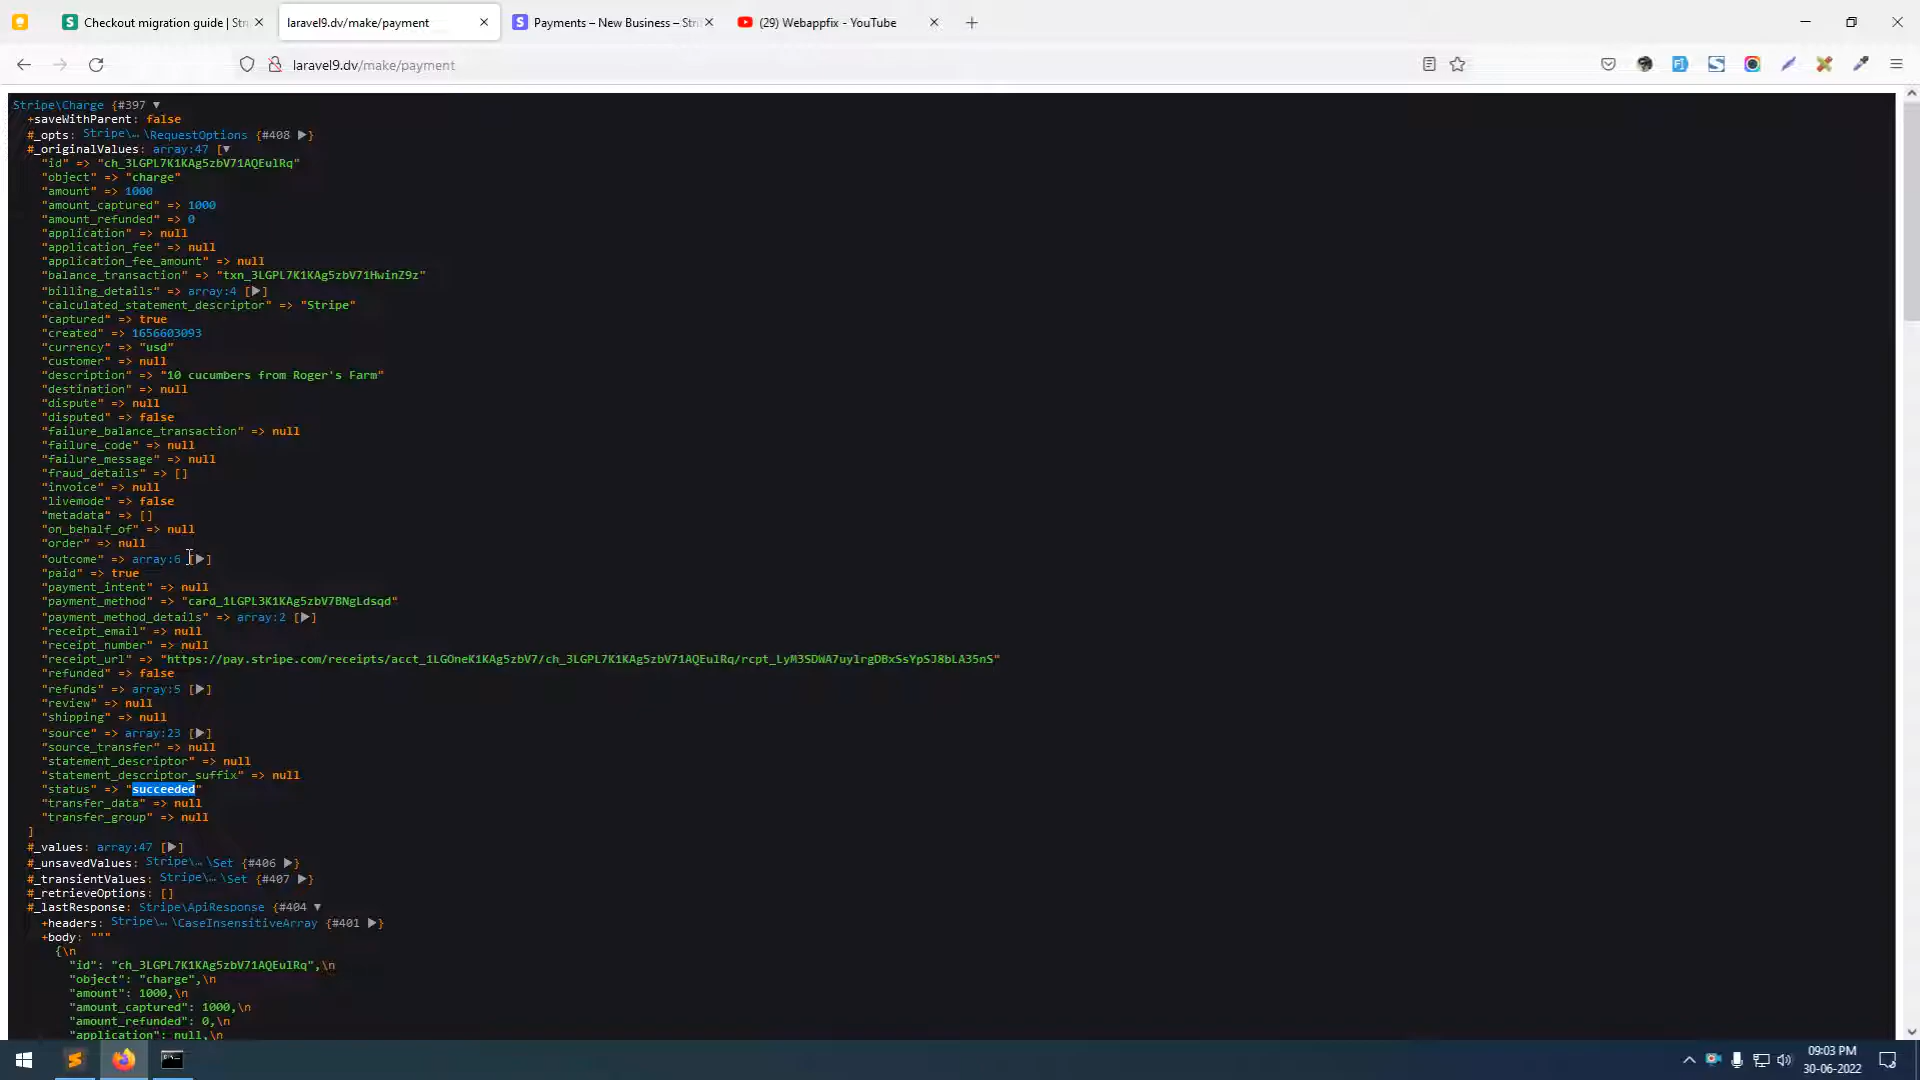 Checkout migration guide | Str
laravel9.dv/make/payment
Payments – New Business – Stri
(29) Webappfix - YouTube
laravel9.dv/make/payment
Stripe\Charge {#397 ▼
+saveWithParent: false
#_opts: Stripe\… \RequestOptions {#408 ▶}
#_originalValues: array:47 [▼
"id" => "ch_3LGPL7K1KAg5zbV71AQEulRq"
"object" => "charge"
"amount" => 1000
"amount_captured" => 1000
"amount_refunded" => 0
"application" => null
"application_fee" => null
"application_fee_amount" => null
"balance_transaction" => "txn_3LGPL7K1KAg5zbV71HwinZ9z"
"billing_details" => array:4 [▶]
"calculated_statement_descriptor" => "Stripe"
"captured" => true
"created" => 1656603093
"currency" => "usd"
"customer" => null
"description" => "10 cucumbers from Roger's Farm"
"destination" => null
"dispute" => null
"disputed" => false
"failure_balance_transaction" => null
"failure_code" => null
"failure_message" => null
"fraud_details" => []
"invoice" => null
"livemode" => false
"metadata" => []
"on_behalf_of" => null
"order" => null
"outcome" => array:6 [▶]
"paid" => true
"payment_intent" => null
"payment_method" => "card_1LGPL3K1KAg5zbV7BNgLdsqd"
"payment_method_details" => array:2 [▶]
"receipt_email" => null
"receipt_number" => null
"receipt_url" => "https://pay.stripe.com/receipts/acct_1LGOneK1KAg5zbV7/ch_3LGPL7K1KAg5zbV71AQEulRq/rcpt_LyM3SDWA7uylrgDBxSsYpSJ8bLA35nS"
"refunded" => false
"refunds" => array:5 [▶]
"review" => null
"shipping" => null
"source" => array:23 [▶]
"source_transfer" => null
"statement_descriptor" => null
"statement_descriptor_suffix" => null
"status" => "succeeded"
"transfer_data" => null
"transfer_group" => null
]
#_values: array:47 [▶]
#_unsavedValues: Stripe\… \Set {#406 ▶}
#_transientValues: Stripe\… \Set {#407 ▶}
#_retrieveOptions: []
#_lastResponse: Stripe\ApiResponse {#404 ▼
+headers: Stripe\… \CaseInsensitiveArray {#401 ▶}
+body: """
{\n
"id": "ch_3LGPL7K1KAg5zbV71AQEulRq",\n
"object": "charge",\n
"amount": 1000,\n
"amount_captured": 1000,\n
"amount_refunded": 0,\n
"application": null,\n
09:03 PM
30-06-2022